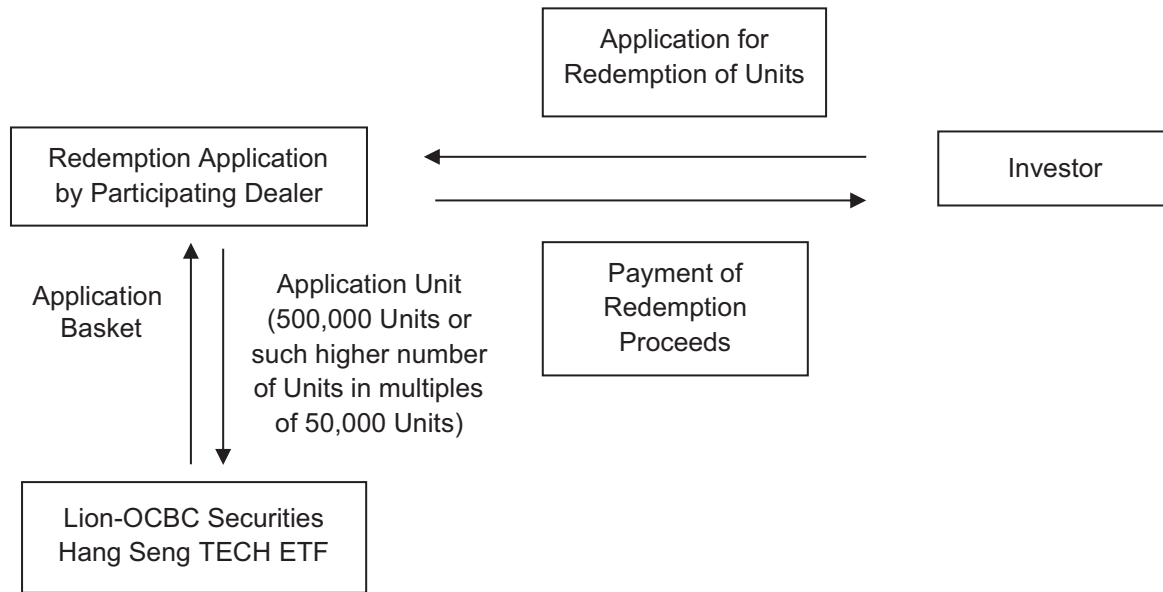 Application for
Redemption of Units
Redemption Application
by Participating Dealer
Investor
Application
Basket
Application Unit
(500,000 Units or
such higher number
of Units in multiples
of 50,000 Units)
Payment of
Redemption
Proceeds
Lion-OCBC Securities
Hang Seng TECH ETF